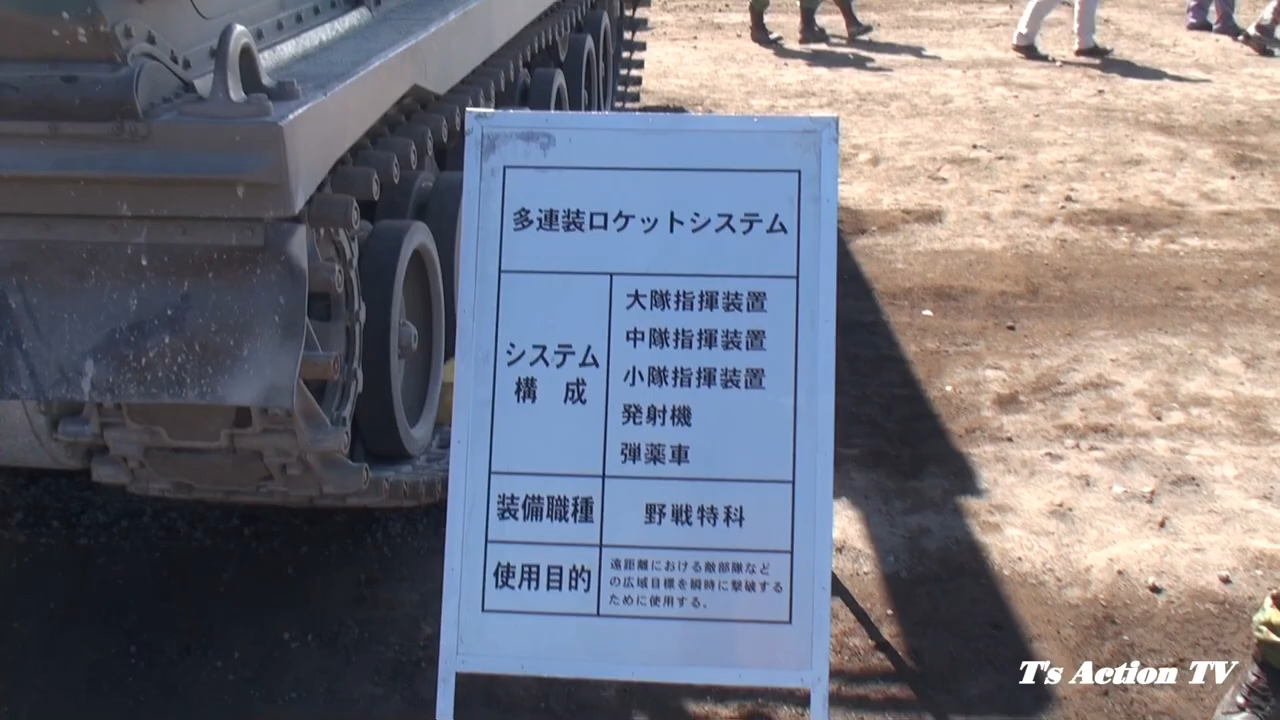 多連装ロケットシステム
システム
構 成
大隊指揮装置
中隊指揮装置
小隊指揮装置
発射機
弾薬車
装備職種
野戦特科
使用目的
遠距離における敵部隊など
の広域目標を瞬時に撃破する
ために使用する。
T's Action TV